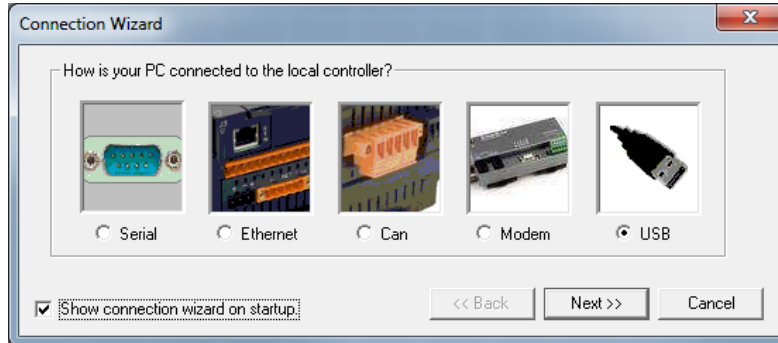 Connection Wizard
How is your PC connected to the local controller?
Serial
Ethernet
Can
Modem
USB
Show connection wizard on startup.
<< Back
Next >>
Cancel